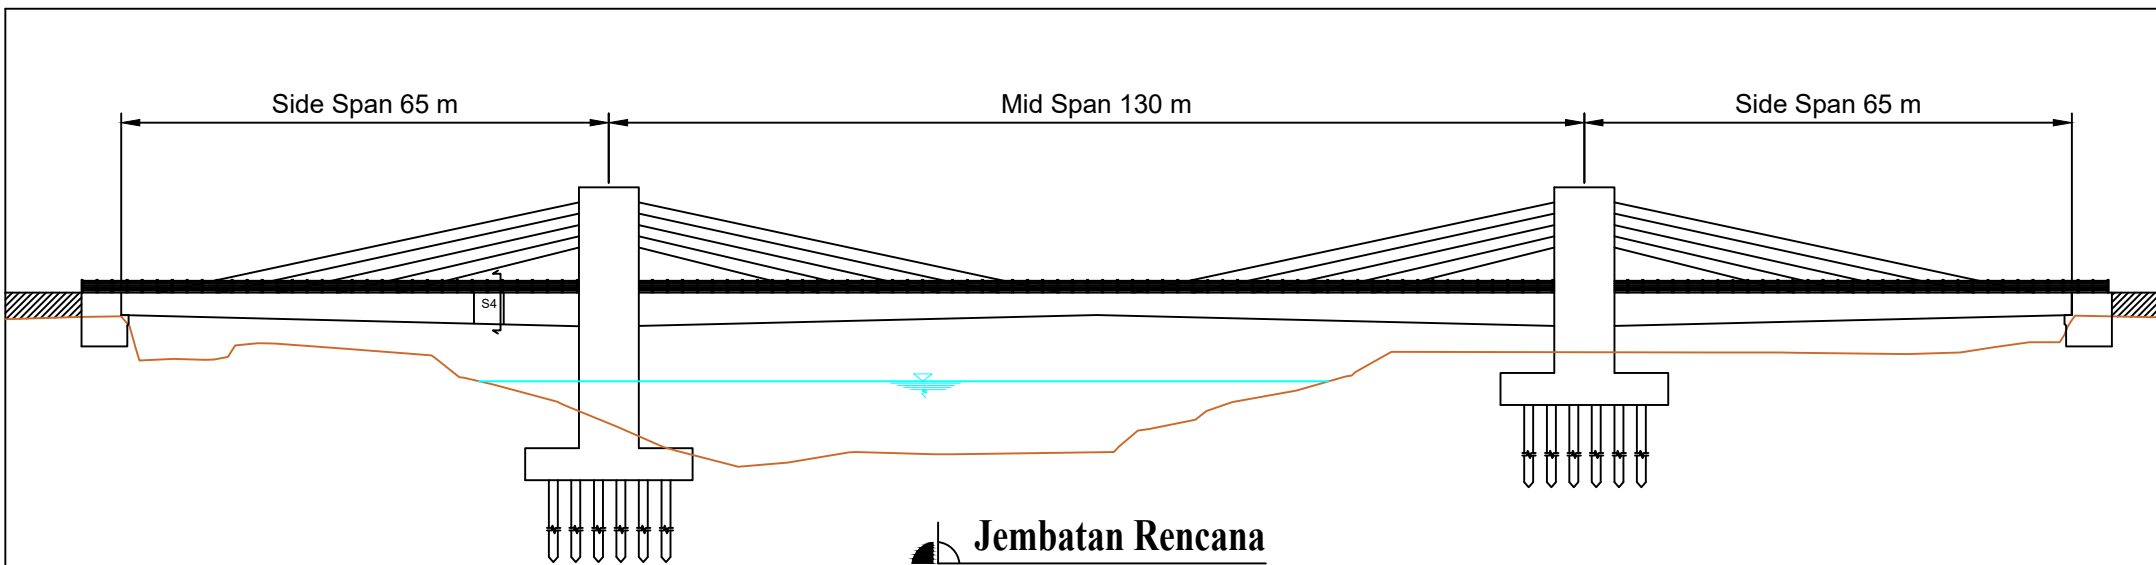 Side Span 65 m
Mid Span 130 m
Side Span 65 m
S4
Jembatan Rencana